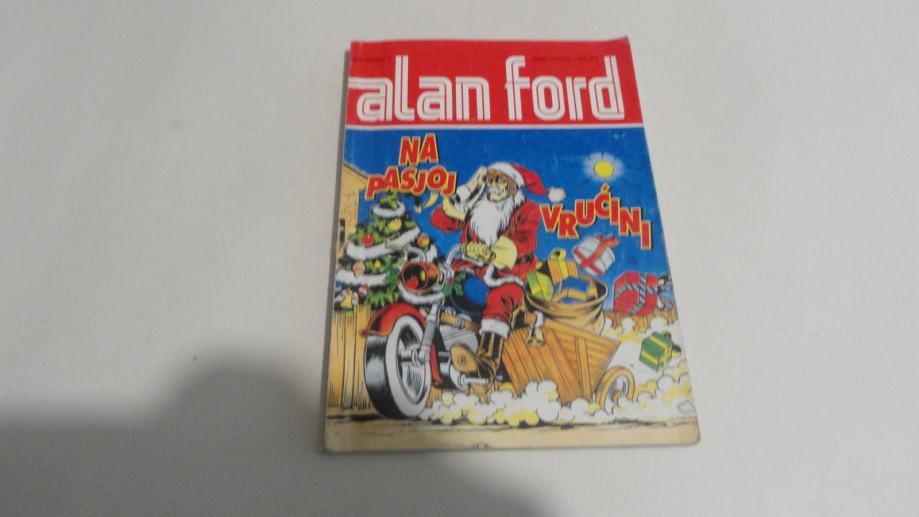 alan ford
NA
PASJOJ
VRUĆINI